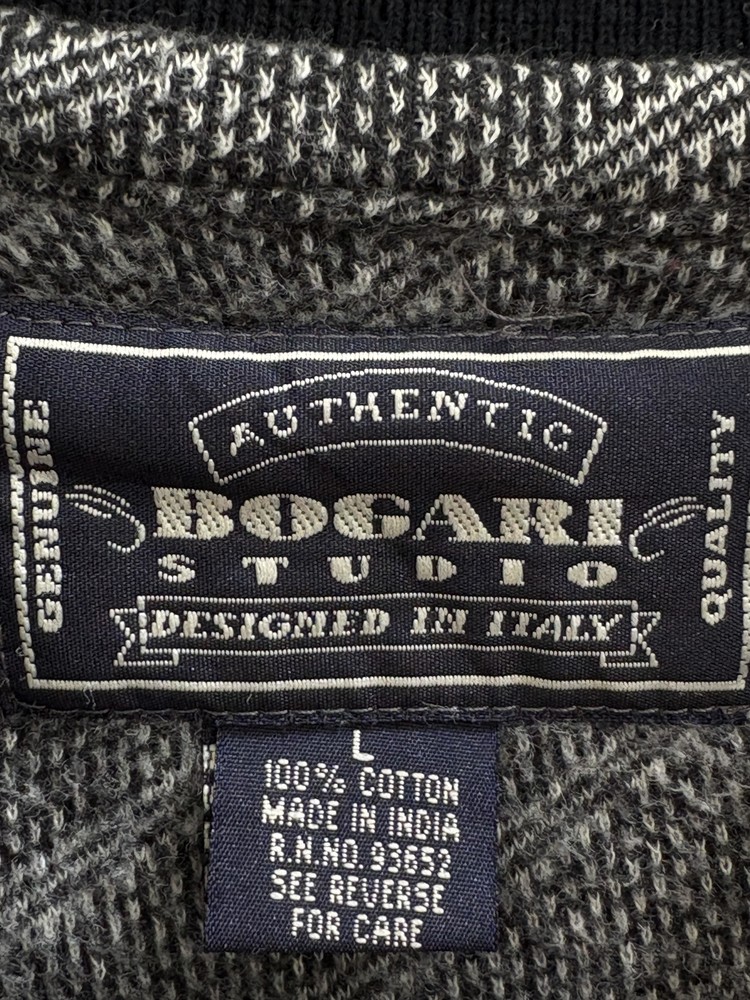 AUTHENTIC
GENUINE
BOGARI
QUALITY
STUDIO
DESIGNED IN ITALY
L
100% COTTON
MADE IN INDIA
R.N.NO. 93652
SEE REVERSE
FOR CARE